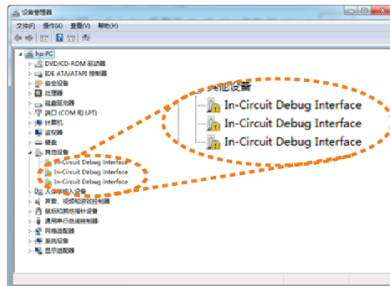 设备管理器
文件(F) 操作(A) 查看(V) 帮助(H)
hp-PC
DVD/CD-ROM 驱动器
IDE ATA/ATAPI 控制器
安全设备
处理器
磁盘驱动器
端口 (COM 和 LPT)
计算机
监视器
键盘
其他设备
In-Circuit Debug Interface
In-Circuit Debug Interface
In-Circuit Debug Interface
人体学输入设备
声音、视频和游戏控制器
鼠标和其他指针设备
通用串行总线控制器
网络适配器
系统设备
显示适配器
其他设备
In-Circuit Debug Interface
In-Circuit Debug Interface
In-Circuit Debug Interface